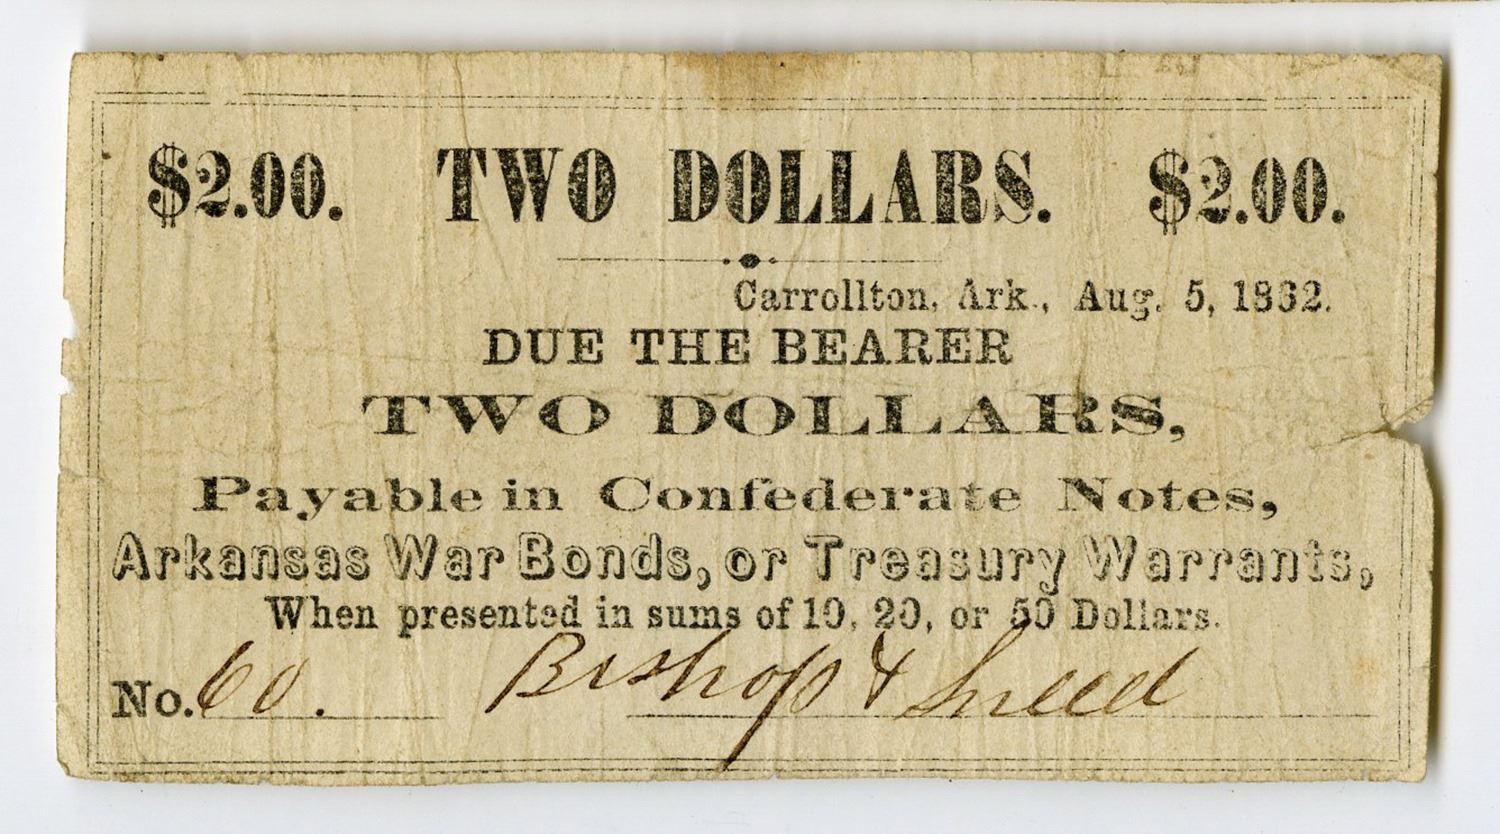 $2.00. TWO DOLLARS. $2.00.
Carrollton, Ark., Aug. 5, 1862.
DUE THE BEARER
TWO DOLLARS,
Payable in Confederate Notes,
Arkansas War Bonds, or Treasury Warrants,
When presented in sums of 10, 20, or 50 Dollars.
No. 60. Bishop & Sneed